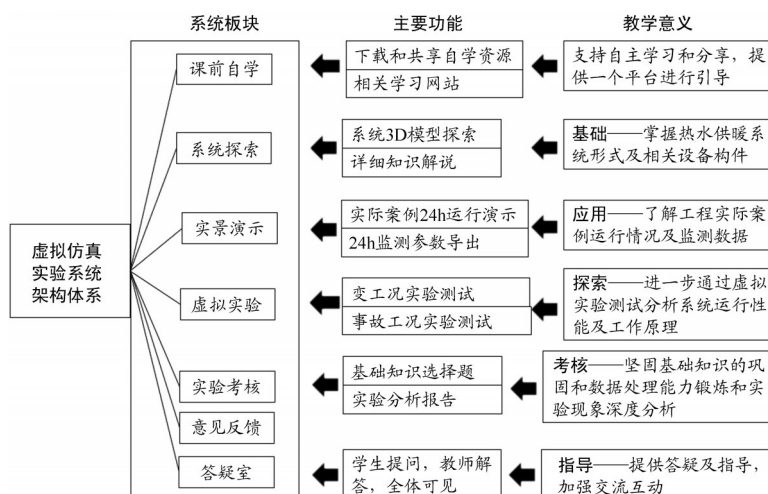 系统板块
主要功能
教学意义
虚拟仿真
实验系统
架构体系
课前自学
下载和共享自学资源
相关学习网站
支持自主学习和分享，提
供一个平台进行引导
系统探索
系统3D模型探索
详细知识解说
基础——掌握热水供暖系
统形式及相关设备构件
实景演示
实际案例24h运行演示
24h监测参数导出
应用——了解工程实际案
例运行情况及监测数据
虚拟实验
变工况实验测试
事故工况实验测试
探索——进一步通过虚拟
实验测试分析系统运行性
能及工作原理
实验考核
基础知识选择题
实验分析报告
考核——坚固基础知识的巩
固和数据处理能力锻炼和实
验现象深度分析
意见反馈
答疑室
学生提问，教师解
答，全体可见
指导——提供答疑及指导，
加强交流互动